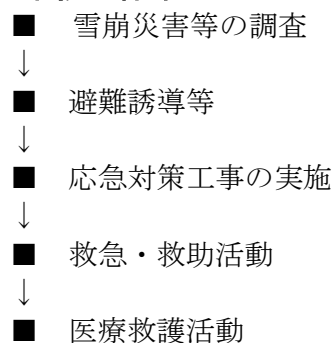 ■ 雪崩災害等の調査
↓
■ 避難誘導等
↓
■ 応急対策工事の実施
↓
■ 救急・救助活動
↓
■ 医療救護活動